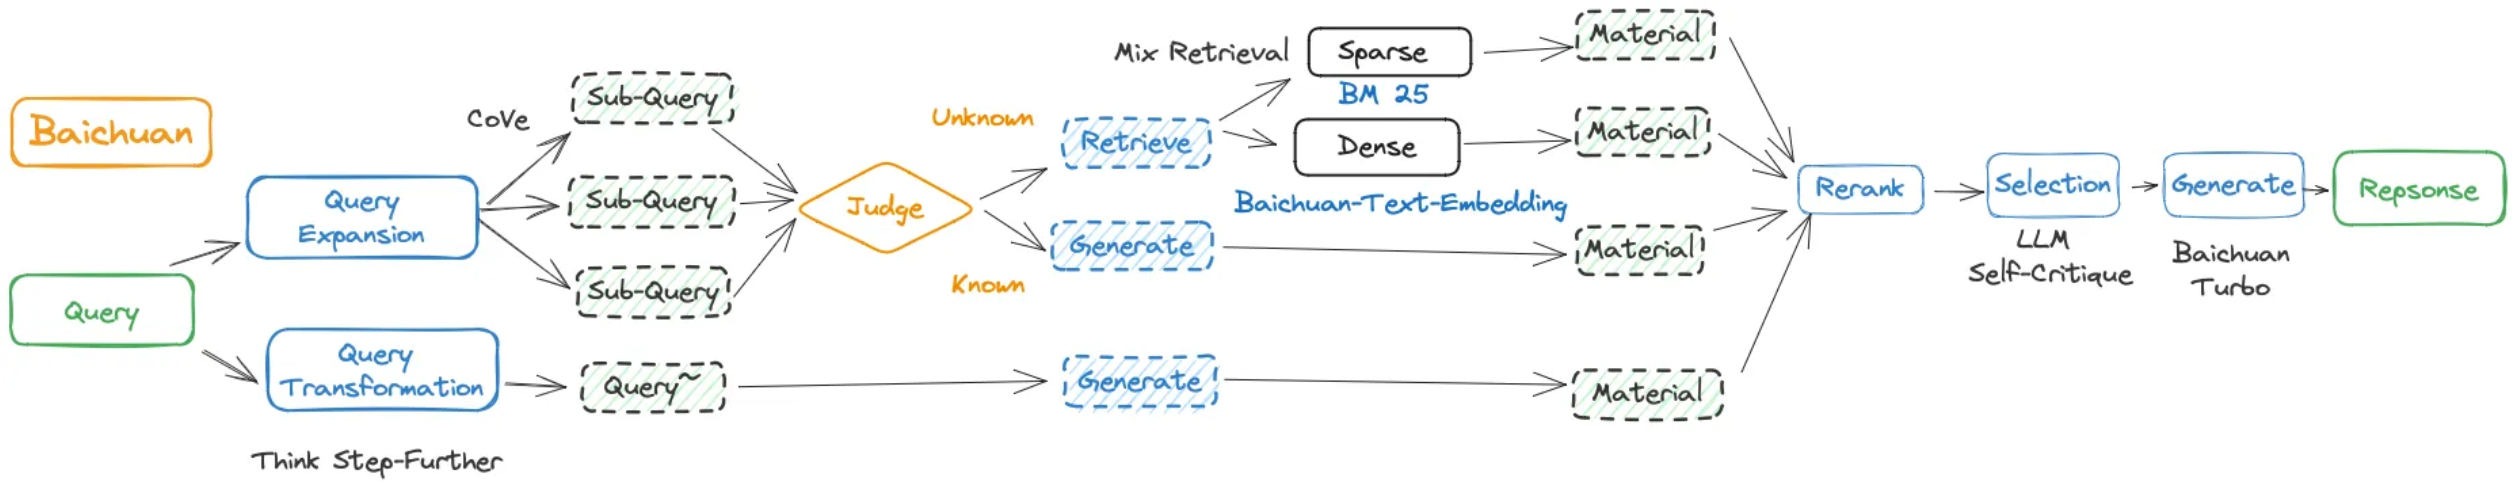 Baichuan
Query
Query
Expansion
Query
Transformation
Think Step-Further
CoVe
Sub-Query
Sub-Query
Sub-Query
Query~
Judge
Unknown
Known
Retrieve
Generate
Generate
Mix Retrieval
Sparse
BM 25
Dense
Baichuan-Text-Embedding
Material
Material
Material
Material
Rerank
Selection
LLM
Self-Critique
Generate
Baichuan
Turbo
Repsonse